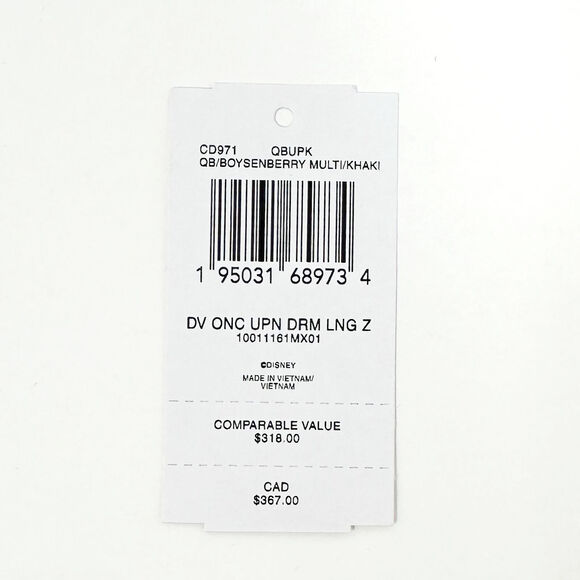 CD971 QBUPK
QB/BOYSENBERRY MULTI/KHAKI
1 95031 68973 4
DV ONC UPN DRM LNG Z
10011161MX01
©DISNEY
MADE IN VIETNAM/
VIETNAM
COMPARABLE VALUE
$318.00
CAD
$367.00